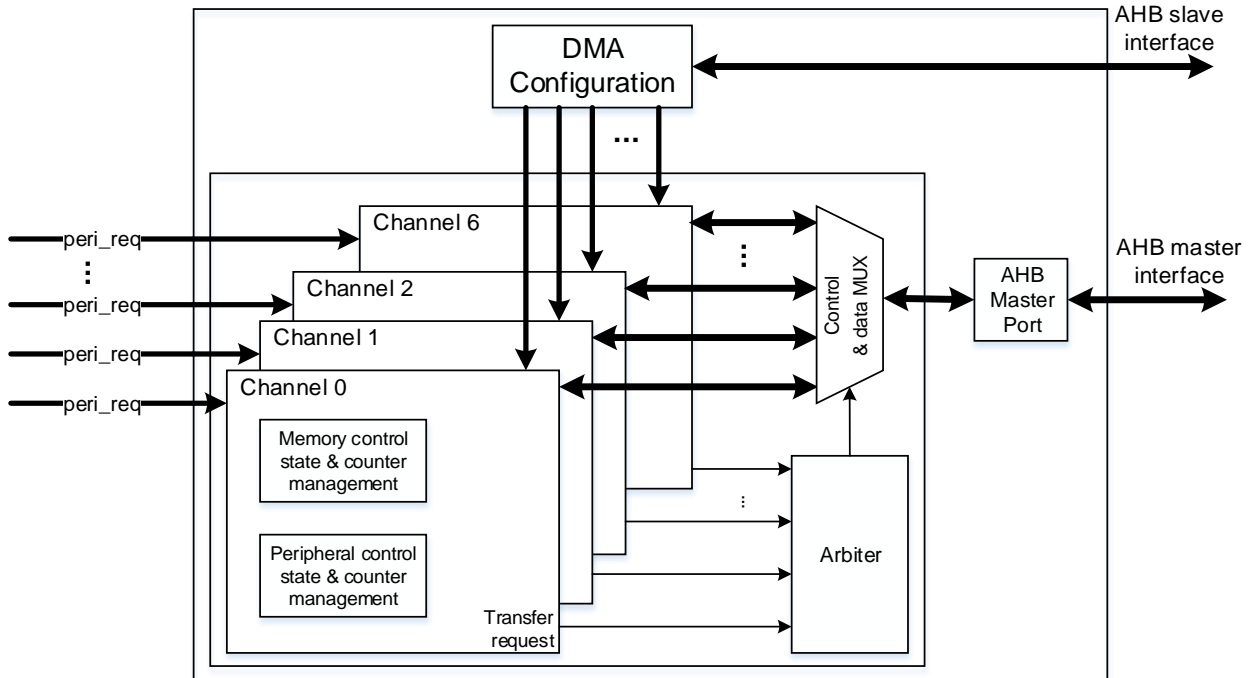 AHB slave
interface
DMA
Configuration
...
Channel 6
peri_req
...
...
AHB master
interface
Channel 2
peri_req
Control
& data MUX
AHB
Master
Port
Channel 1
peri_req
Channel 0
peri_req
Memory control
state & counter
management
...
Peripheral control
state & counter
management
Arbiter
Transfer
request